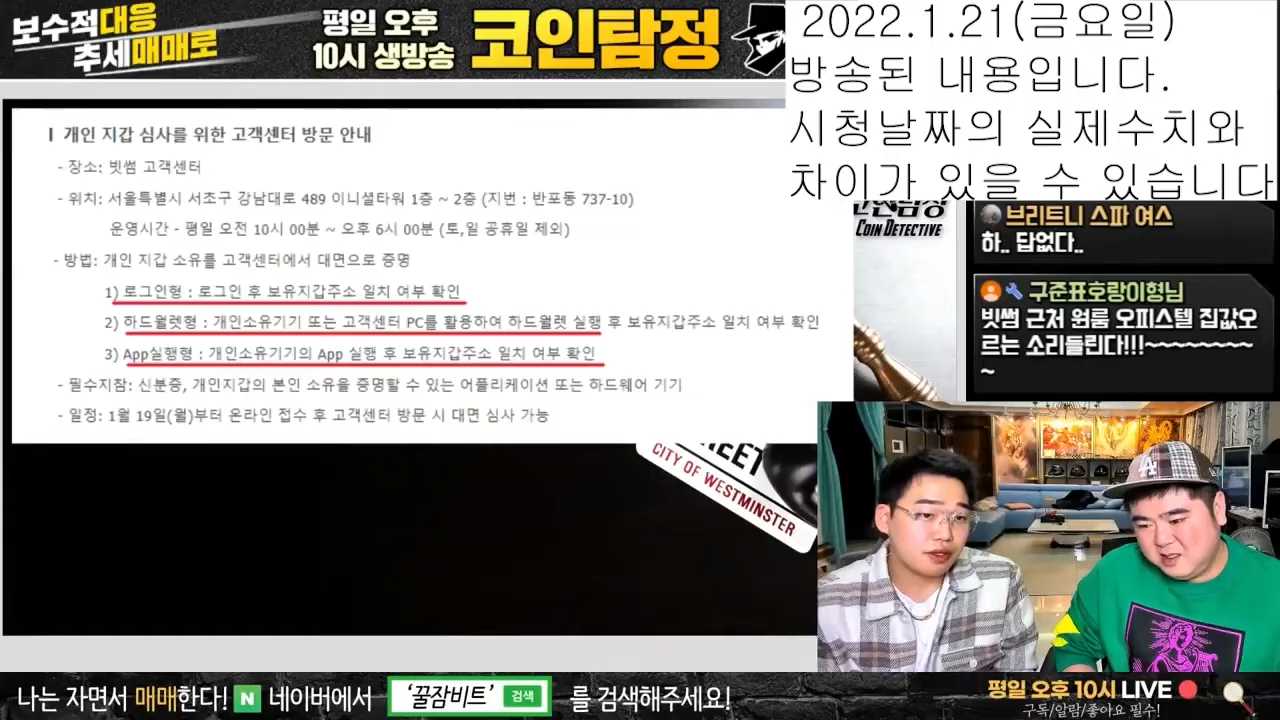 보수적대응
추세매매로
평일 오후
10시 생방송
코인탐정
2022.1.21(금요일)
방송된 내용입니다.
시청날짜의 실제수치와
차이가 있을 수 있습니다
I 개인 지갑 심사를 위한 고객센터 방문 안내
- 장소: 빗썸 고객센터
- 위치: 서울특별시 서초구 강남대로 489 이니셜타워 1층 ~ 2층 (지번 : 반포동 737-10)
운영시간 - 평일 오전 10시 00분 ~ 오후 6시 00분 (토,일 공휴일 제외)
- 방법: 개인 지갑 소유를 고객센터에서 대면으로 증명
1) 로그인형 : 로그인 후 보유지갑주소 일치 여부 확인
2) 하드월렛형 : 개인소유기기 또는 고객센터 PC를 활용하여 하드월렛 실행 후 보유지갑주소 일치 여부 확인
3) App실행형 : 개인소유기기의 App 실행 후 보유지갑주소 일치 여부 확인
- 필수지참: 신분증, 개인지갑의 본인 소유을 증명할 수 있는 어플리케이션 또는 하드웨어 기기
- 일정: 1월 19일(월)부터 온라인 접수 후 고객센터 방문 시 대면 심사 가능
코인탐정
COIN DETECTIVE
브리트니 스파 여스
하.. 답없다..
구준표호랑이형님
빗썸 근처 원룸 오피스텔 집값오
르는 소리들린다!!!~~~~~~~~
~
CITY OF WESTMINSTER
LA
나는 자면서 매매한다! N 네이버에서 '꿀잠비트' 검색 를 검색해주세요!
평일 오후 10시 LIVE
구독/알람/좋아요 필수!